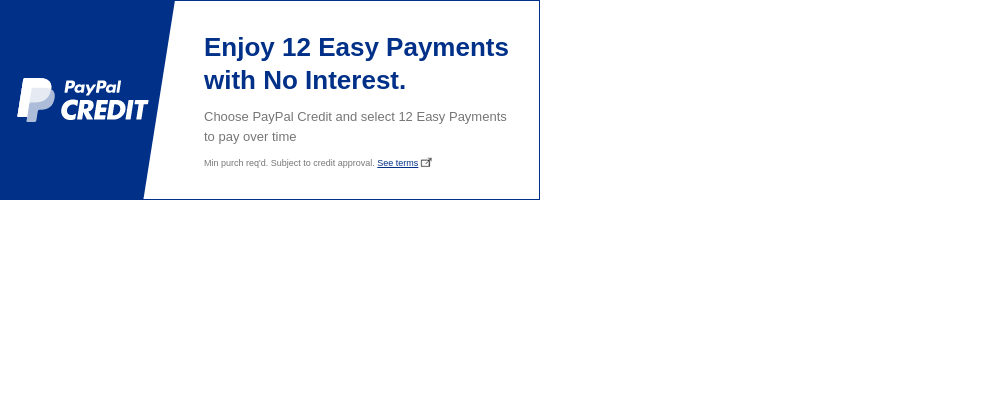 PayPal
CREDIT
Enjoy 12 Easy Payments
with No Interest.
Choose PayPal Credit and select 12 Easy Payments
to pay over time
Min purch req'd. Subject to credit approval. See terms